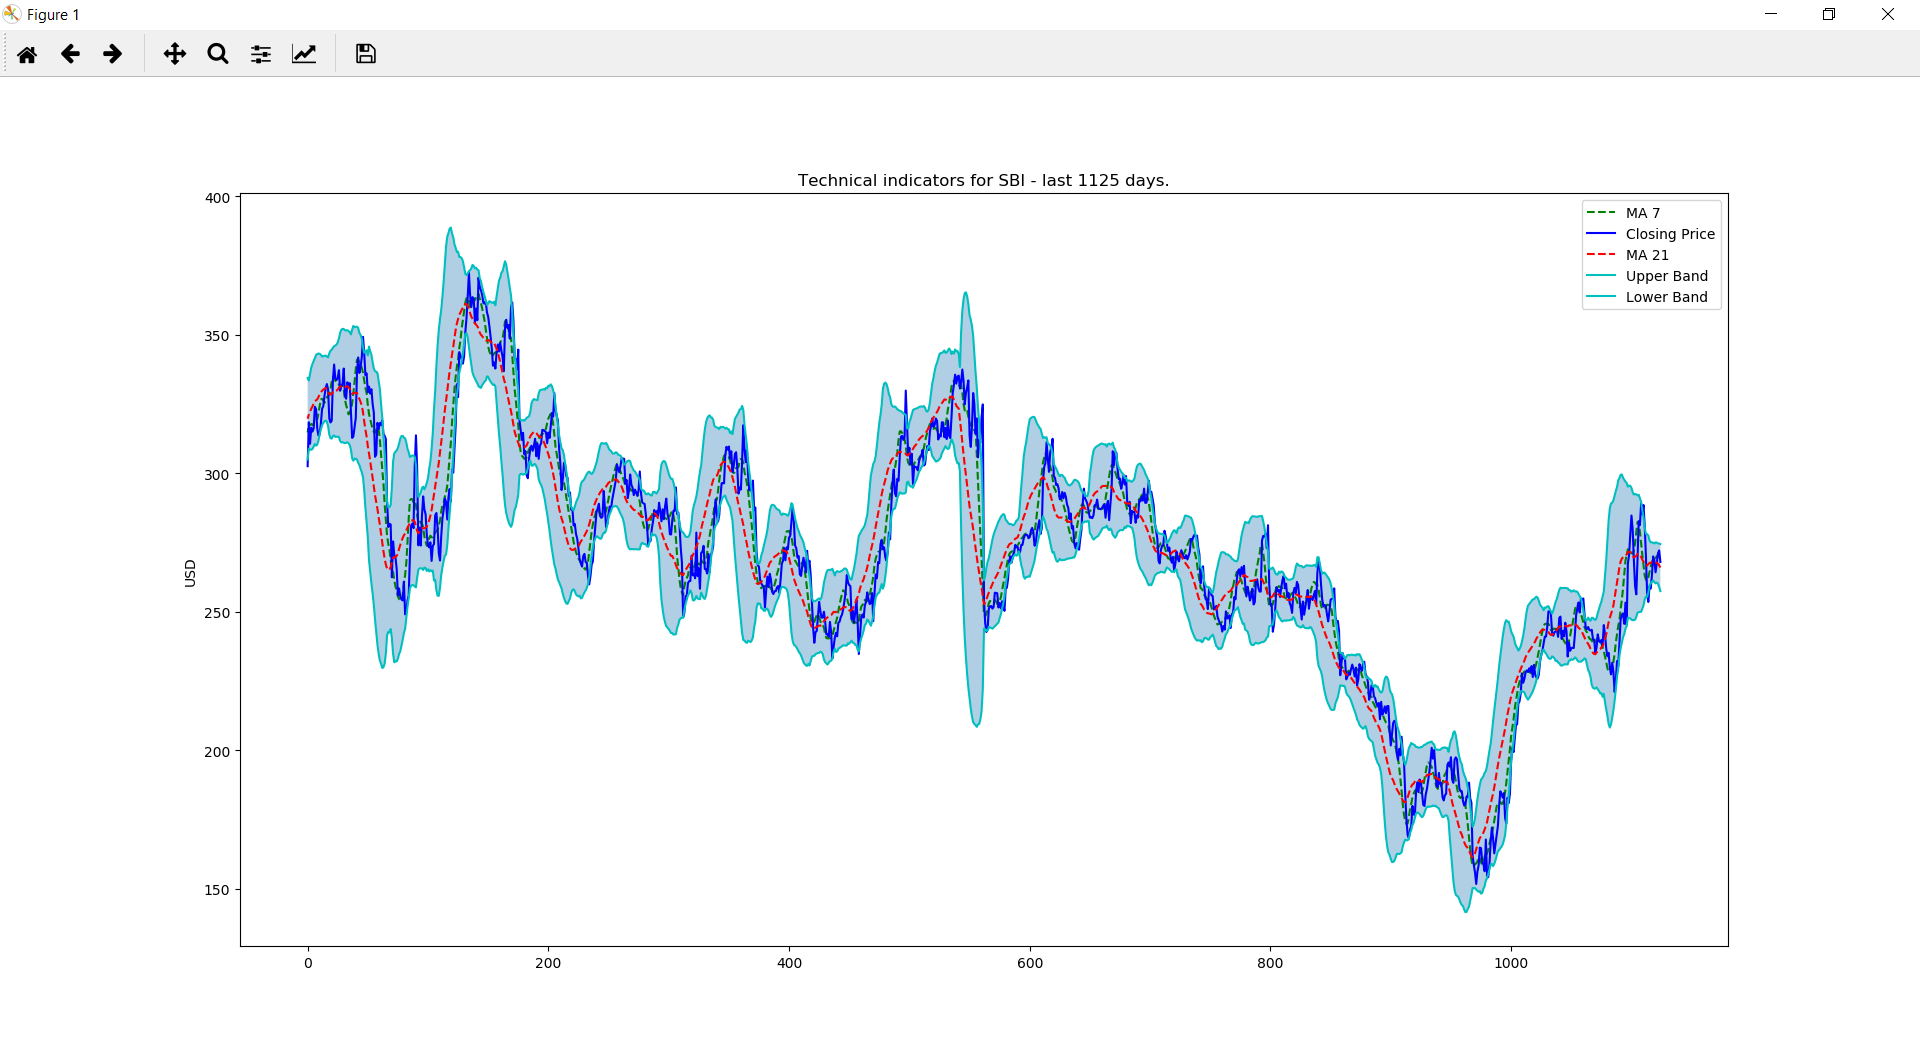 Figure 1
Technical indicators for SBI - last 1125 days.
400
350
300
250
200
150
USD
MA 7
Closing Price
MA 21
Upper Band
Lower Band
0
200
400
600
800
1000